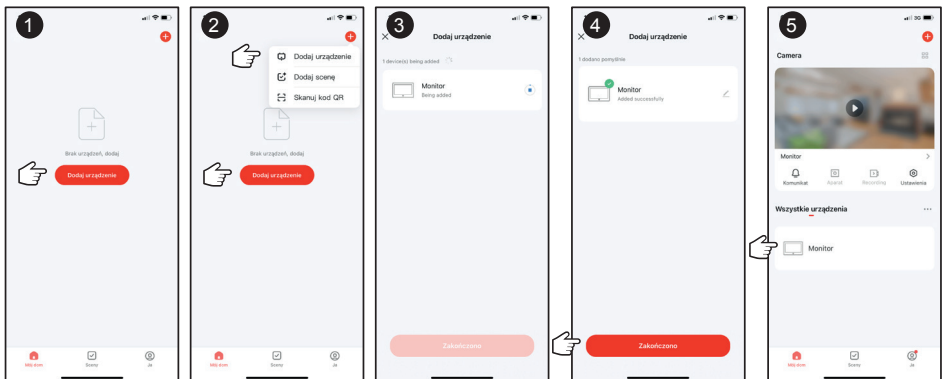 1
Brak urządzeń, dodaj
Dodaj urządzenie
Mój dom
Sceny
Ja
2
Dodaj urządzenie
Dodaj scenę
Skanuj kod QR
Brak urządzeń, dodaj
Dodaj urządzenie
Mój dom
Sceny
Ja
3
Dodaj urządzenie
1 device(s) being added
Monitor
Being added
Zakończono
4
Dodaj urządzenie
1 dodano pomyślnie
Monitor
Added successfully
Zakończono
5
3G
Camera
Monitor
Komunikat
Aparat
Recording
Ustawienia
Wszystkie urządzenia
Monitor
Mój dom
Sceny
Ja